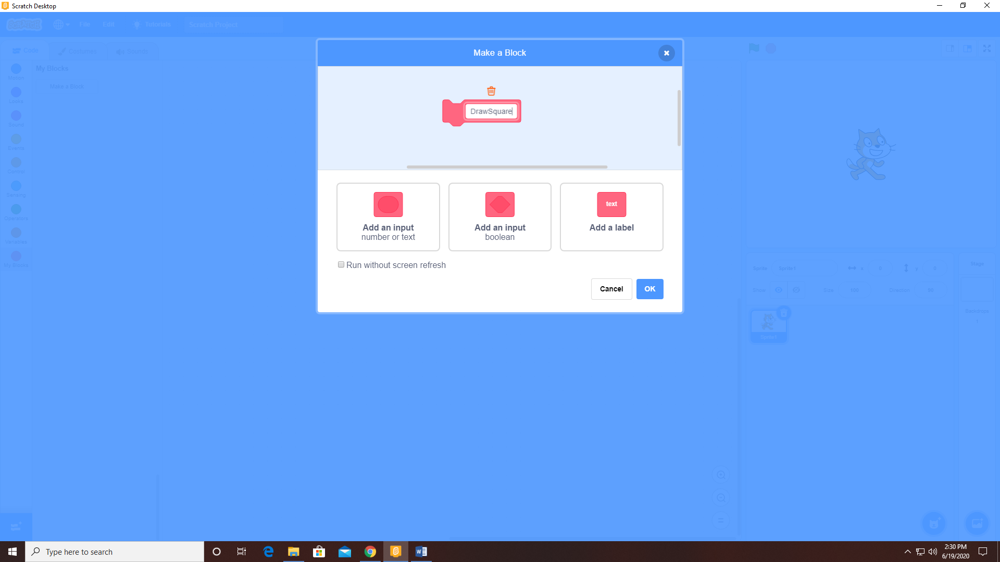 Scratch Desktop
SCRATCH
File Edit Tutorials Scratch Project
Code Costumes Sounds
Make a Block
My Blocks
Make a Block
Motion
Looks
Sound
Events
Control
Sensing
Operators
Variables
My Blocks
DrawSquare
text
Add an input
number or text
Add an input
boolean
Add a label
Run without screen refresh
Cancel OK
Sprite Sprite1 x 0 y 0
Show Size 100 Direction 90
Sprite1
Stage
Backdrops
1
Type here to search
2:30 PM
6/19/2020